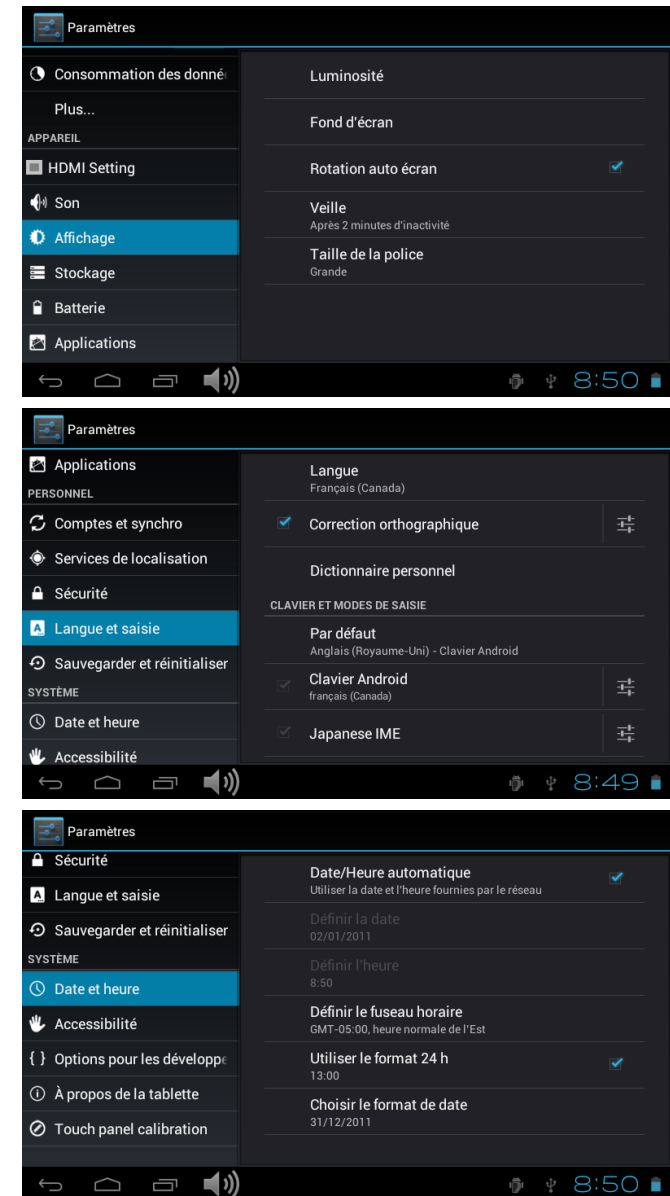 Paramètres
Consommation des donné
Plus...
APPAREIL
HDMI Setting
Son
Affichage
Stockage
Batterie
Applications
Luminosité
Fond d'écran
Rotation auto écran
Veille
Après 2 minutes d'inactivité
Taille de la police
Grande
8:50
Paramètres
Applications
PERSONNEL
Comptes et synchro
Services de localisation
Sécurité
Langue et saisie
Sauvegarder et réinitialiser
SYSTÈME
Date et heure
Accessibilité
Langue
Français (Canada)
Correction orthographique
Dictionnaire personnel
CLAVIER ET MODES DE SAISIE
Par défaut
Anglais (Royaume-Uni) - Clavier Android
Clavier Android
français (Canada)
Japanese IME
8:49
Paramètres
Sécurité
Langue et saisie
Sauvegarder et réinitialiser
SYSTÈME
Date et heure
Accessibilité
{ } Options pour les développe
À propos de la tablette
Touch panel calibration
Date/Heure automatique
Utiliser la date et l'heure fournies par le réseau
Définir la date
02/01/2011
Définir l'heure
8:50
Définir le fuseau horaire
GMT-05:00, heure normale de l'Est
Utiliser le format 24 h
13:00
Choisir le format de date
31/12/2011
8:50